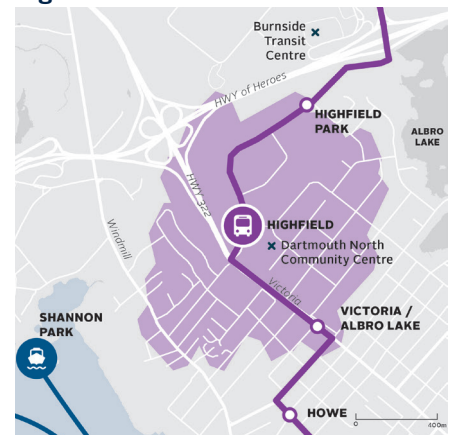 Burnside
Transit
Centre
HWY of Heroes
HIGHFIELD
PARK
ALBRO
LAKE
HWY 322
Windmill
HIGHFIELD
Dartmouth North
Community Centre
Victoria
SHANNON
PARK
VICTORIA /
ALBRO LAKE
HOWE
0
400m